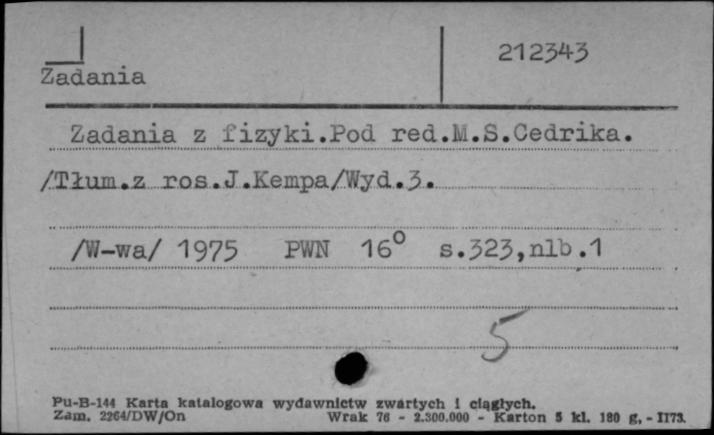 212343
Zadania
Zadania z fizyki.Pod red.M.S.Cedrika.
/Tłum.z ros.J.Kempa/Wyd.3.
/W-wa/ 1975 PWN 16° s.323,nlb.1
5
Pu-B-144 Karta katalogowa wydawnictw zwartych i ciągłych.
Zam. 2264/DW/On Wrak 76 - 2.300.000 - Karton 5 kl. 180 g. - II73.